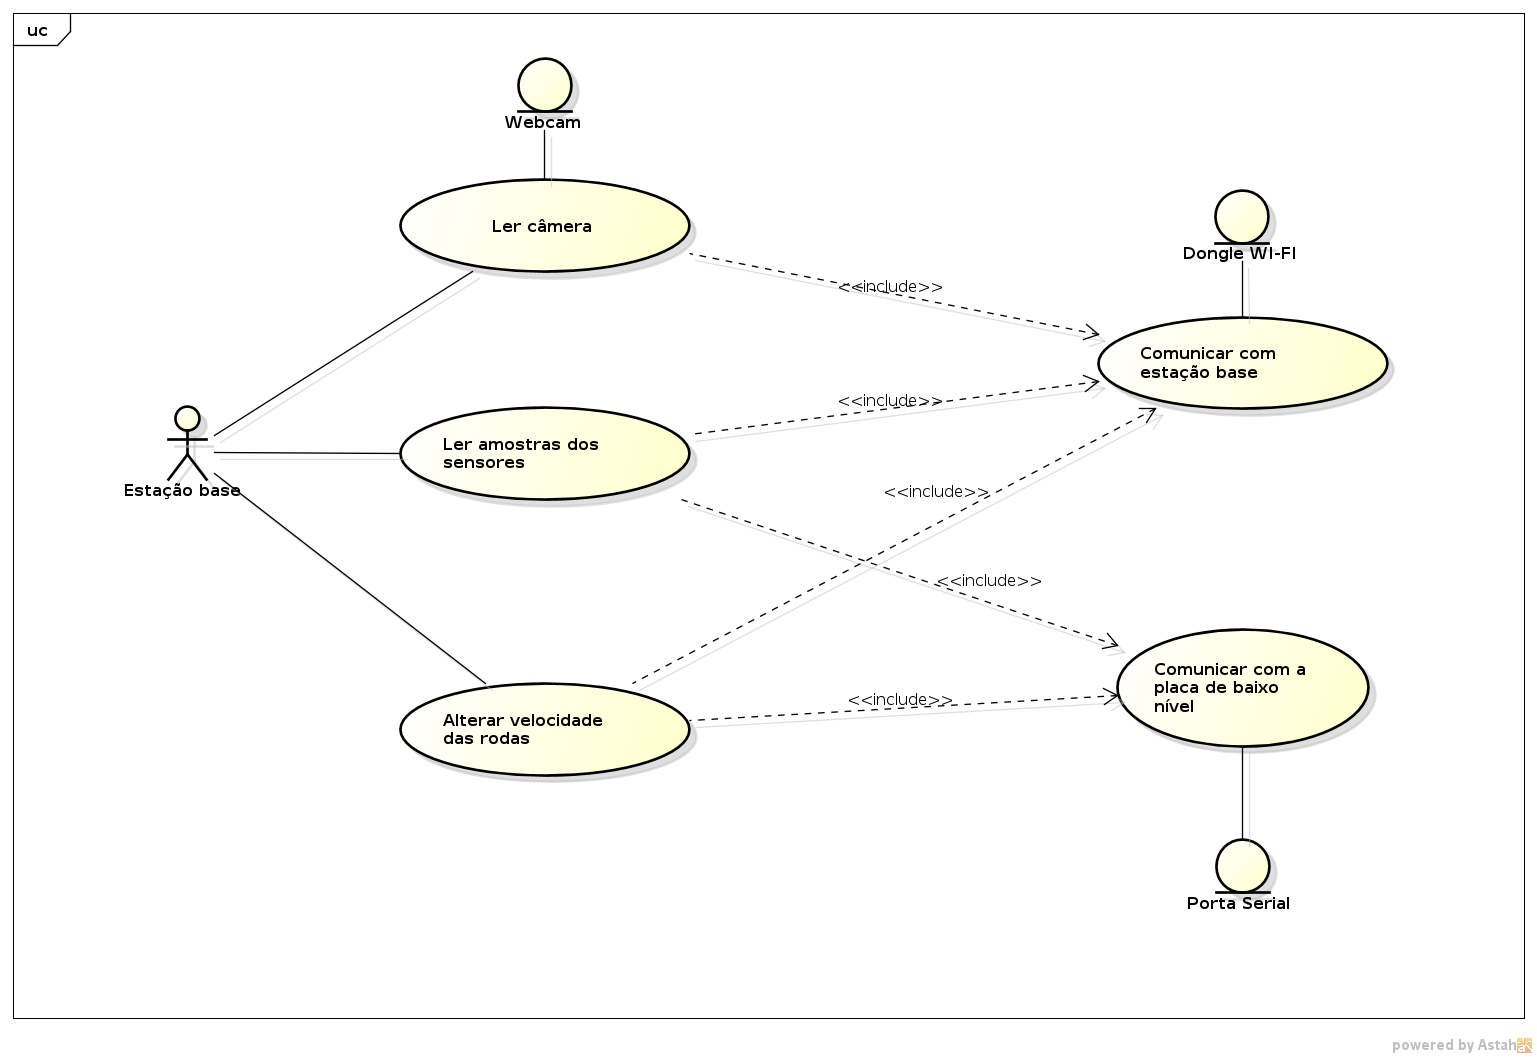 uc
Webcam
Ler câmera
Dongle WI-FI
<<include>>
Comunicar com
estação base
<<include>>
Ler amostras dos
sensores
Estação base
<<include>>
<<include>>
Comunicar com a
placa de baixo
nível
<<include>>
Alterar velocidade
das rodas
Porta Serial
powered by Astah